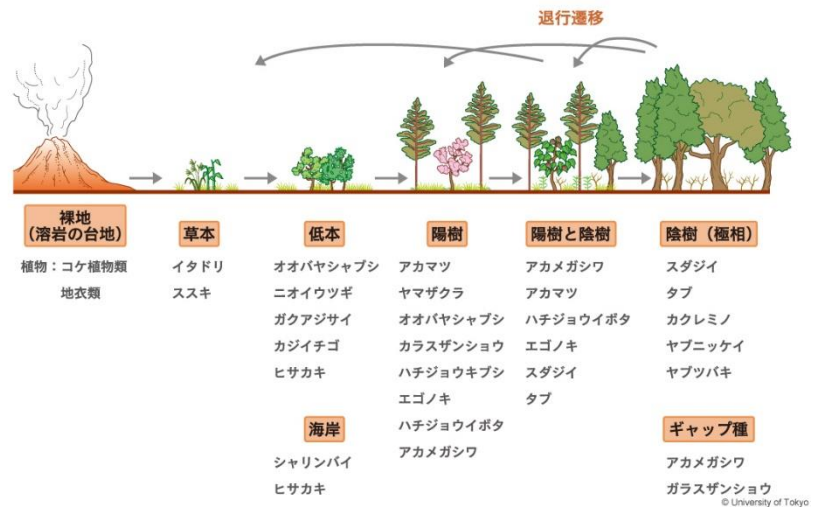 退行遷移
裸地
(溶岩の台地)
植物：コケ植物類
地衣類
草本
イタドリ
ススキ
低本
オオバヤシャブシ
ニオイウツギ
ガクアジサイ
カジイチゴ
ヒサカキ
海岸
シャリンバイ
ヒサカキ
陽樹
アカマツ
ヤマザクラ
オオバヤシャブシ
カラスザンショウ
ハチジョウキブシ
エゴノキ
ハチジョウイボタ
アカメガシワ
陽樹と陰樹
アカメガシワ
アカマツ
ハチジョウイボタ
エゴノキ
スダジイ
タブ
陰樹（極相）
スダジイ
タブ
カクレミノ
ヤブニッケイ
ヤブツバキ
ギャップ種
アカメガシワ
ガラスザンショウ
© University of Tokyo